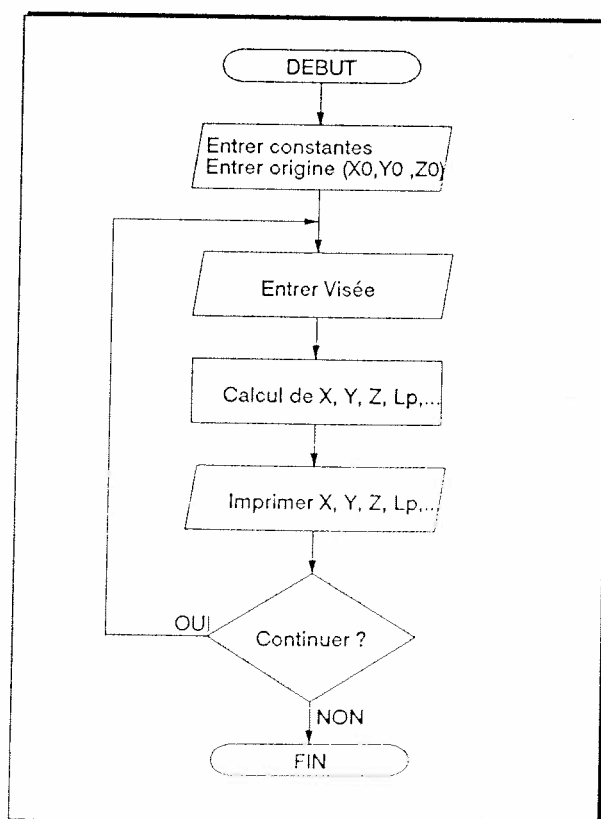 DEBUT
Entrer constantes
Entrer origine (X0,Y0 ,Z0)
Entrer Visée
Calcul de X, Y, Z, Lp,...
Imprimer X, Y, Z, Lp,...
OUI
Continuer ?
NON
FIN